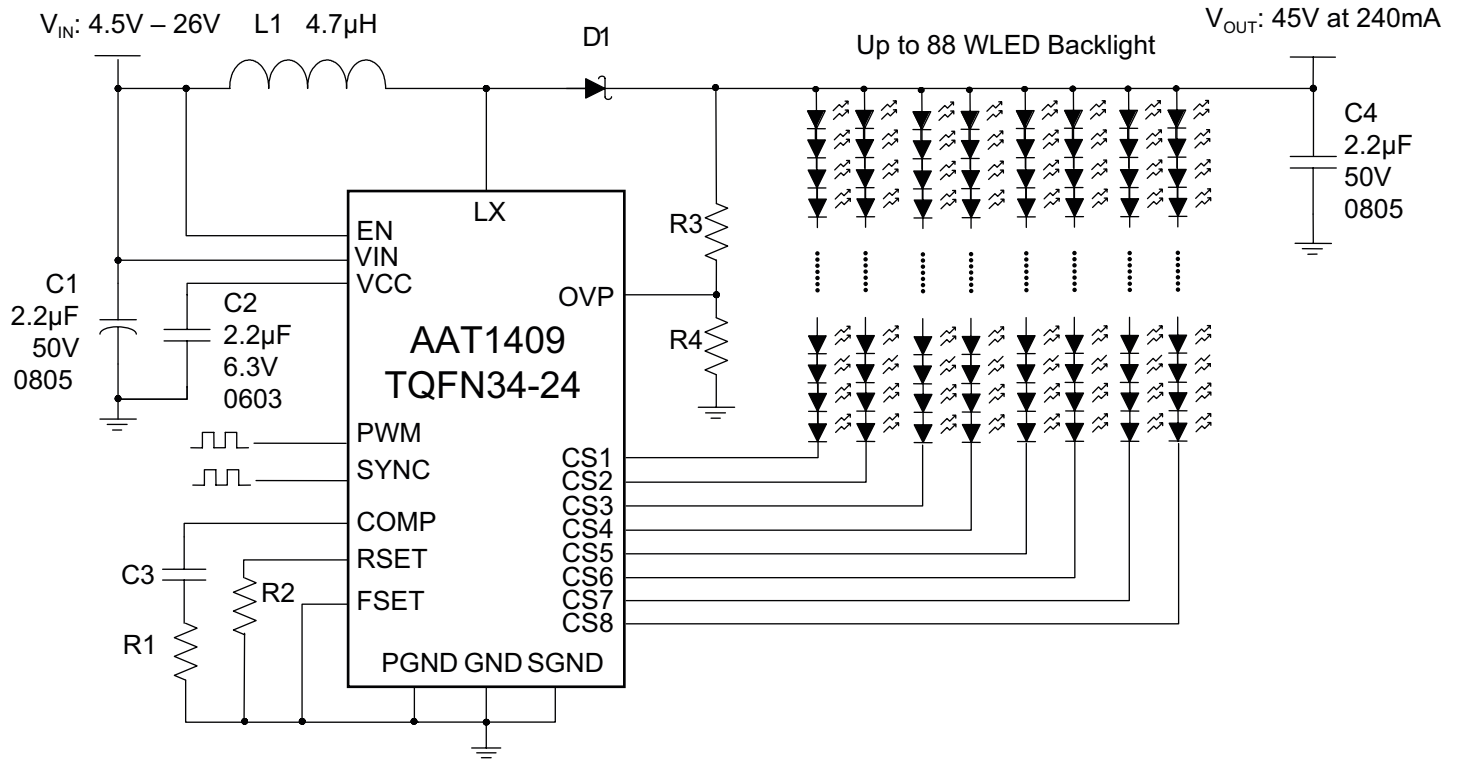 VIN: 4.5V – 26V
L1 4.7µH
D1
Up to 88 WLED Backlight
VOUT: 45V at 240mA
C4
2.2µF
50V
0805
LX
EN
VIN
VCC
R3
OVP
R4
C1
2.2µF
50V
0805
C2
2.2µF
6.3V
0603
AAT1409
TQFN34-24
PWM
SYNC
COMP
RSET
FSET
CS1
CS2
CS3
CS4
CS5
CS6
CS7
CS8
C3
R2
R1
PGND GND SGND